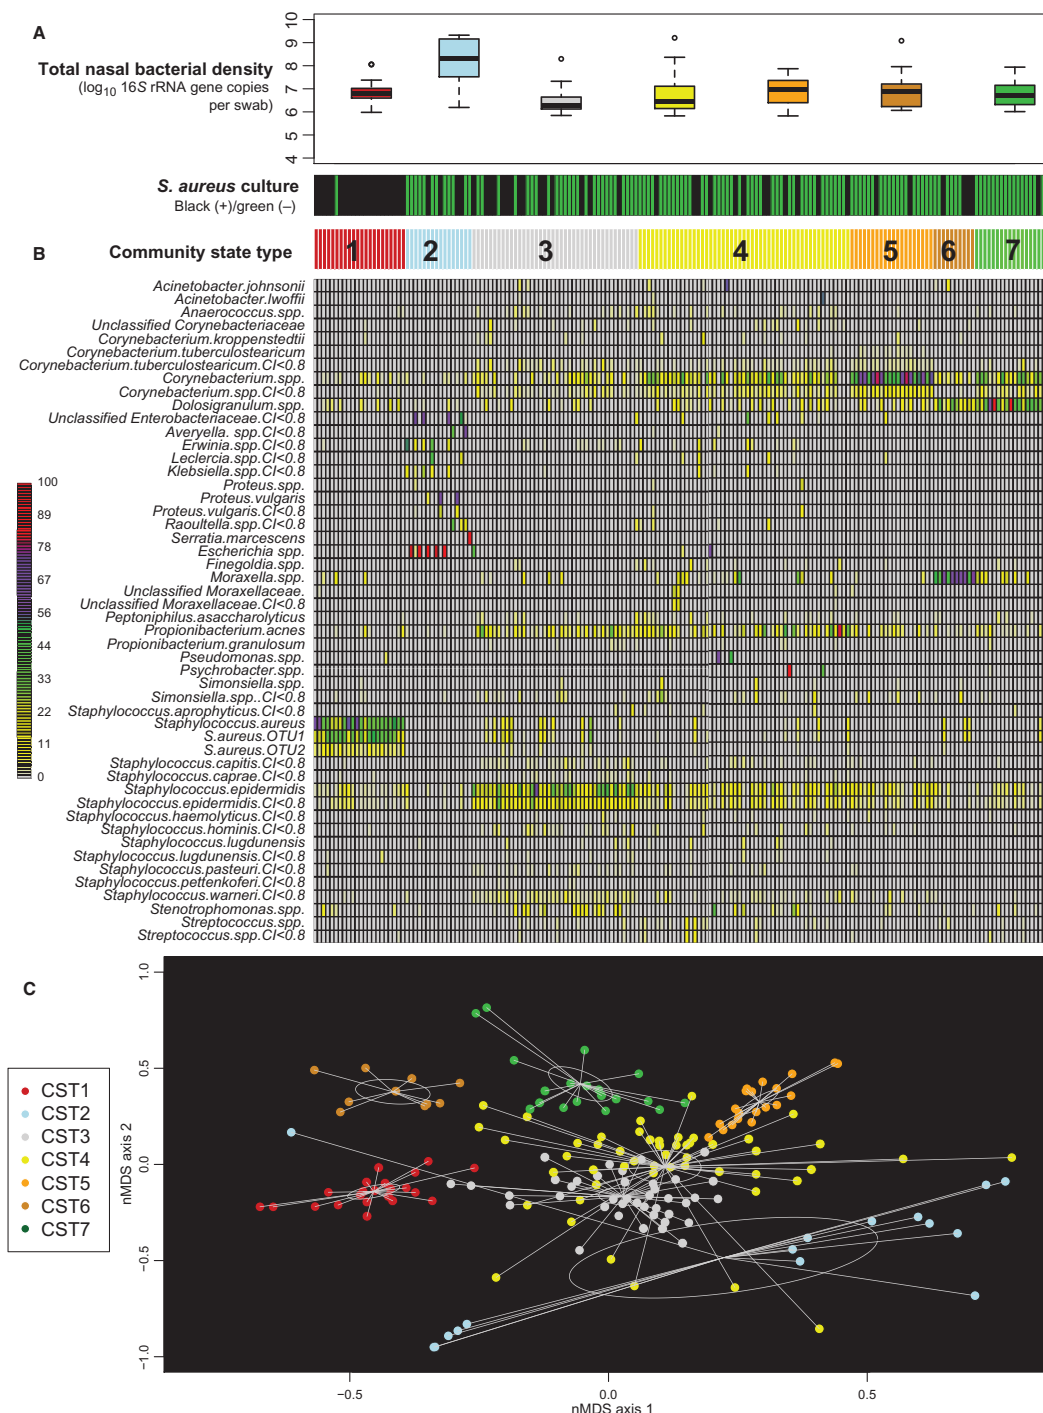 A
Total nasal bacterial density
(log10 16S rRNA gene copies
per swab)
10
9
8
7
6
5
4
S. aureus culture
Black (+)/green (–)
B
Community state type
1 2 3 4 5 6 7
Acinetobacter.johnsonii
Acinetobacter.lwoffii
Anaerococcus.spp.
Unclassified Corynebacteriaceae
Corynebacterium.kroppenstedtii
Corynebacterium.tuberculostearicum
Corynebacterium.tuberculostearicum.CI<0.8
Corynebacterium.spp.
Corynebacterium.spp.CI<0.8
Dolosigranulum.spp.
Unclassified Enterobacteriaceae.CI<0.8
Averyella. spp.CI<0.8
Erwinia.spp.CI<0.8
Leclercia.spp.CI<0.8
Klebsiella.spp.CI<0.8
Proteus.spp.
Proteus.vulgaris
Proteus.vulgaris.CI<0.8
Raoultella.spp.CI<0.8
Serratia.marcescens
Escherichia spp.
Finegoldia.spp.
Moraxella.spp.
Unclassified Moraxellaceae.
Unclassified Moraxellaceae.CI<0.8
Peptoniphilus.asaccharolyticus
Propionibacterium.acnes
Propionibacterium.granulosum
Pseudomonas.spp.
Psychrobacter.spp.
Simonsiella.spp.
Simonsiella.spp..CI<0.8
Staphylococcus.aprophyticus.CI<0.8
Staphylococcus.aureus
S.aureus.OTU1
S.aureus.OTU2
Staphylococcus.capitis.CI<0.8
Staphylococcus.caprae.CI<0.8
Staphylococcus.epidermidis
Staphylococcus.epidermidis.CI<0.8
Staphylococcus.haemolyticus.CI<0.8
Staphylococcus.hominis.CI<0.8
Staphylococcus.lugdunensis
Staphylococcus.lugdunensis.CI<0.8
Staphylococcus.pasteuri.CI<0.8
Staphylococcus.pettenkoferi.CI<0.8
Staphylococcus.warneri.CI<0.8
Stenotrophomonas.spp.
Streptococcus.spp.
Streptococcus.spp.CI<0.8
100
89
78
67
56
44
33
22
11
0
C
CST1
CST2
CST3
CST4
CST5
CST6
CST7
nMDS axis 2
1.0
0.5
0.0
−0.5
−1.0
−0.5 0.0 0.5
nMDS axis 1